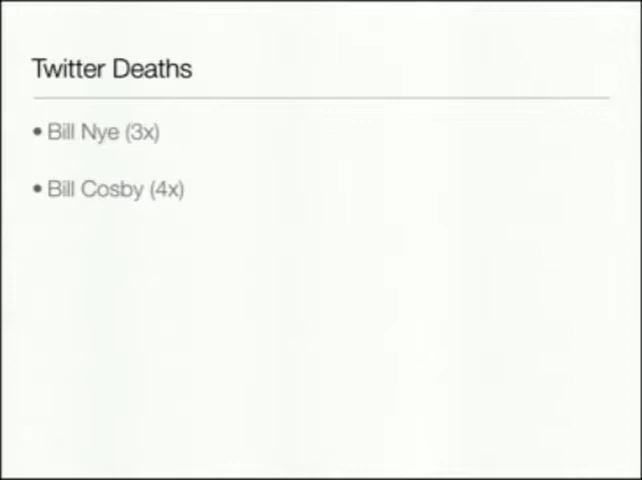 Twitter Deaths
• Bill Nye (3x)
• Bill Cosby (4x)